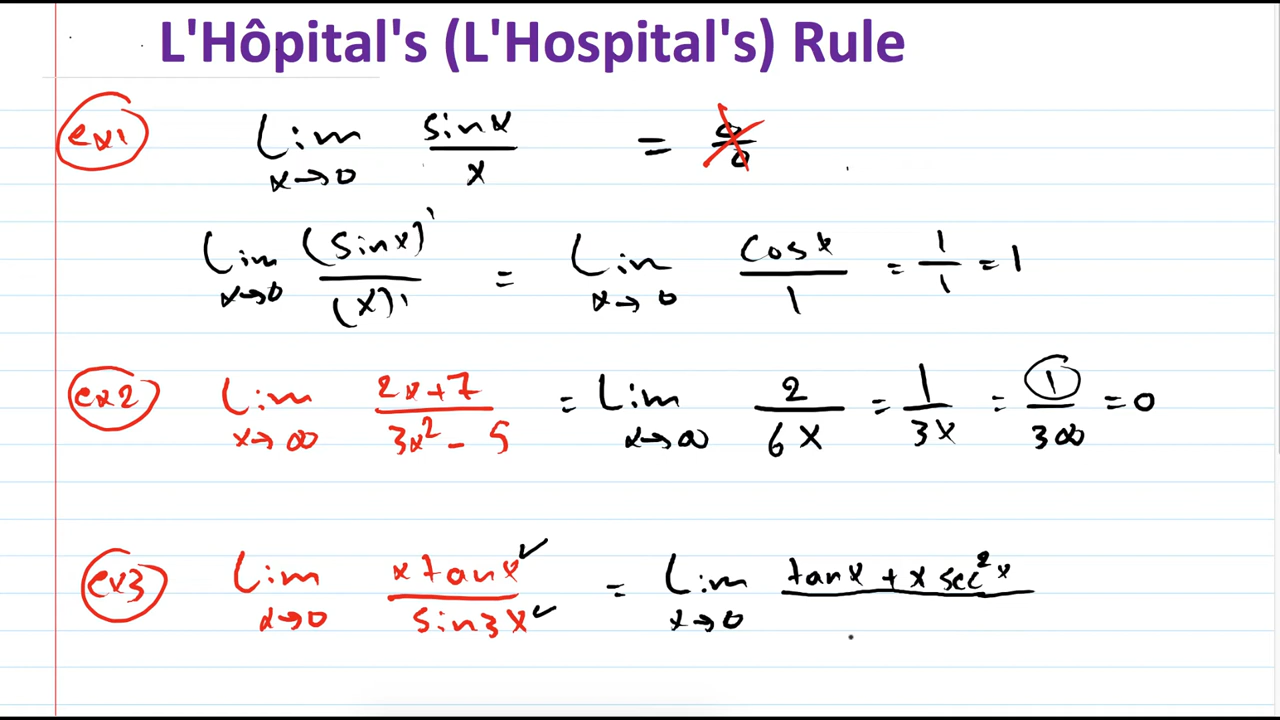 L'Hôpital's (L'Hospital's) Rule
ex1 Lim x→0 sinx/x = 0/0
Lim x→0 (sinx)'/(x)' = Lim x→0 cosx/1 = 1/1 = 1
ex2 Lim x→∞ 2x+7/3x² - 5 = Lim x→∞ 2/6x = 1/3x = 1/3∞ = 0
ex3 Lim x→0 x tanx/sin3x = Lim x→0 tanx + x sec²x